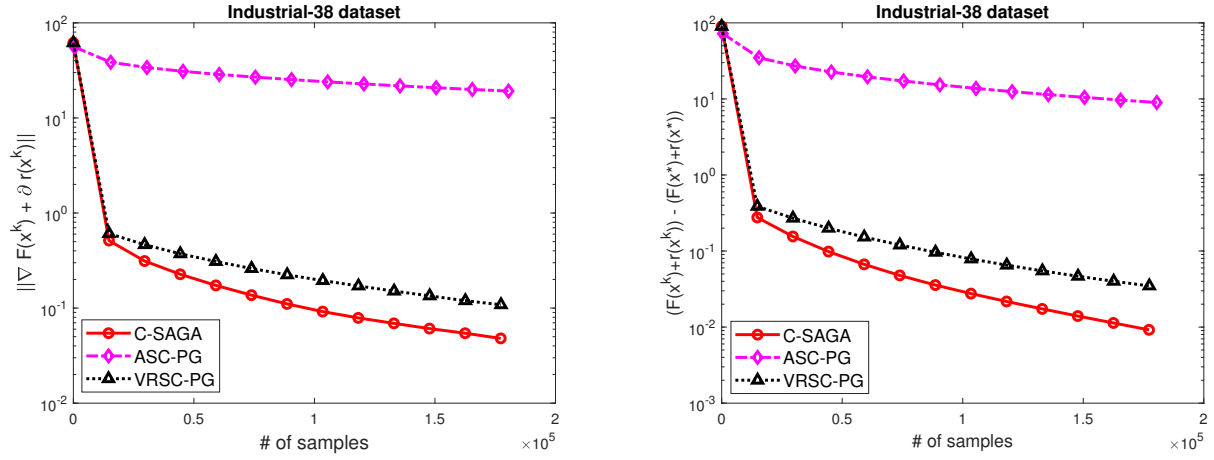 Industrial-38 dataset
||∇ F(x^k) + ∂ r(x^k)||
10^2
10^1
10^0
10^-1
10^-2
C-SAGA
ASC-PG
VRSC-PG
0 0.5 1 1.5 2
# of samples
×10^5
Industrial-38 dataset
(F(x^k)+r(x^k)) - (F(x*)+r(x*))
10^2
10^1
10^0
10^-1
10^-2
10^-3
C-SAGA
ASC-PG
VRSC-PG
0 0.5 1 1.5 2
# of samples
×10^5